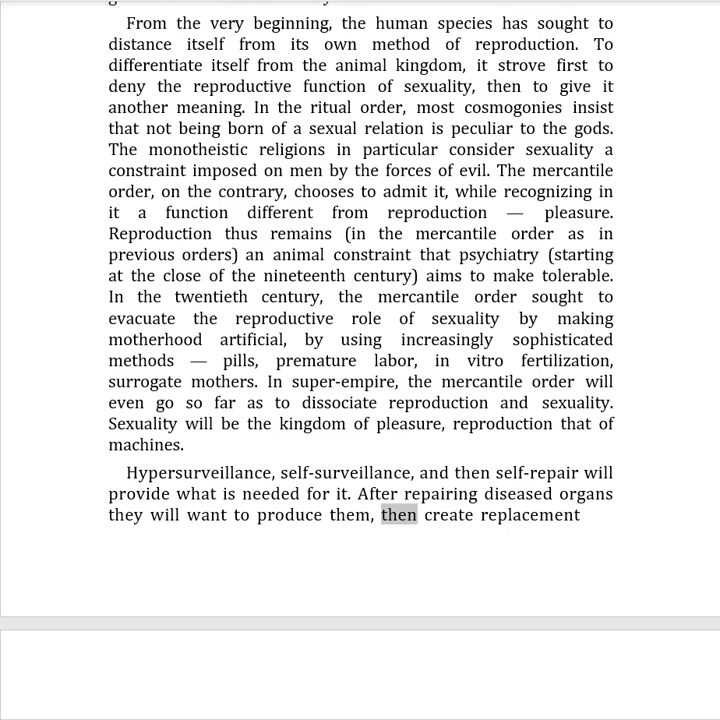 From the very beginning, the human species has sought to
distance itself from its own method of reproduction. To
differentiate itself from the animal kingdom, it strove first to
deny the reproductive function of sexuality, then to give it
another meaning. In the ritual order, most cosmogonies insist
that not being born of a sexual relation is peculiar to the gods.
The monotheistic religions in particular consider sexuality a
constraint imposed on men by the forces of evil. The mercantile
order, on the contrary, chooses to admit it, while recognizing in
it a function different from reproduction — pleasure.
Reproduction thus remains (in the mercantile order as in
previous orders) an animal constraint that psychiatry (starting
at the close of the nineteenth century) aims to make tolerable.
In the twentieth century, the mercantile order sought to
evacuate the reproductive role of sexuality by making
motherhood artificial, by using increasingly sophisticated
methods — pills, premature labor, in vitro fertilization,
surrogate mothers. In super-empire, the mercantile order will
even go so far as to dissociate reproduction and sexuality.
Sexuality will be the kingdom of pleasure, reproduction that of
machines.
Hypersurveillance, self-surveillance, and then self-repair will
provide what is needed for it. After repairing diseased organs
they will want to produce them, then create replacement